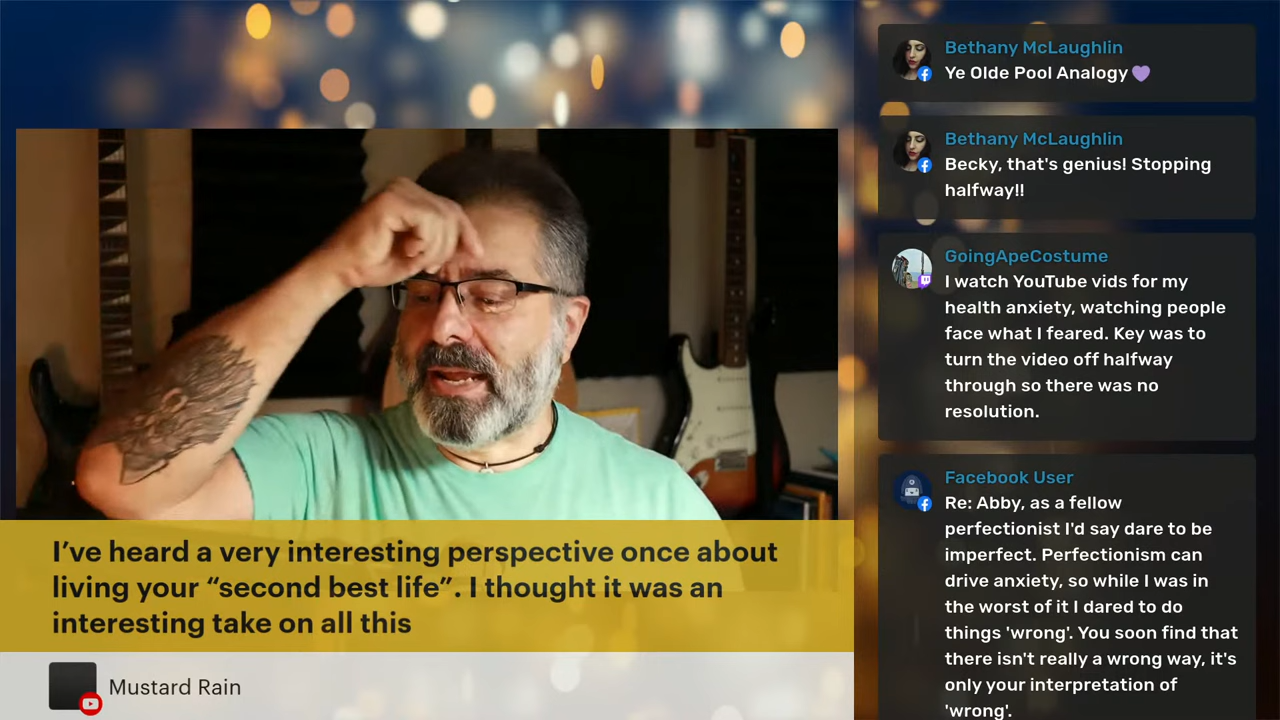 Bethany McLaughlin
Ye Olde Pool Analogy
Bethany McLaughlin
Becky, that's genius! Stopping
halfway!!
GoingApeCostume
I watch YouTube vids for my
health anxiety, watching people
face what I feared. Key was to
turn the video off halfway
through so there was no
resolution.
Facebook User
Re: Abby, as a fellow
perfectionist I'd say dare to be
imperfect. Perfectionism can
drive anxiety, so while I was in
the worst of it I dared to do
things 'wrong'. You soon find that
there isn't really a wrong way, it's
only your interpretation of
'wrong'.
I've heard a very interesting perspective once about
living your “second best life”. I thought it was an
interesting take on all this
Mustard Rain